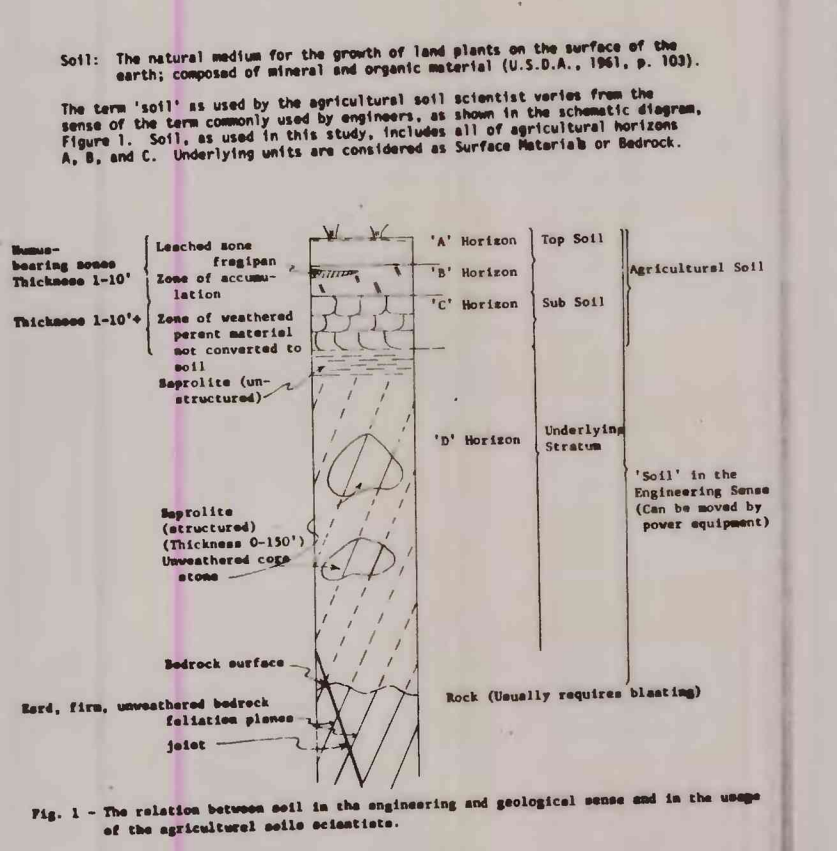 Soil: The natural medium for the growth of land plants on the surface of the
earth; composed of mineral and organic material (U.S.D.A., 1961, p. 103).
The term 'soil' as used by the agricultural soil scientist varies from the
sense of the term commonly used by engineers, as shown in the schematic diagram,
Figure 1. Soil, as used in this study, includes all of agricultural horizons
A, B, and C. Underlying units are considered as Surface Materials or Bedrock.
Humus-
bearing zones
Thickness 1-10'
Thickness 1-10'+
Leached zone
fragipan
Zone of accumu-
lation
Zone of weathered
parent material
not converted to
soil
Saprolite (un-
structured)
Saprolite
(structured)
(Thickness 0-150')
Unweathered core
stone
Bedrock surface
Hard, firm, unweathered bedrock
foliation planes
joint
'A' Horizon
'B' Horizon
'C' Horizon
'D' Horizon
Top Soil
Sub Soil
Underlying
Stratum
Agricultural Soil
'Soil' in the
Engineering Sense
(Can be moved by
power equipment)
Rock (Usually requires blasting)
Fig. 1 - The relation between soil in the engineering and geological sense and in the usage
of the agricultural soils scientists.